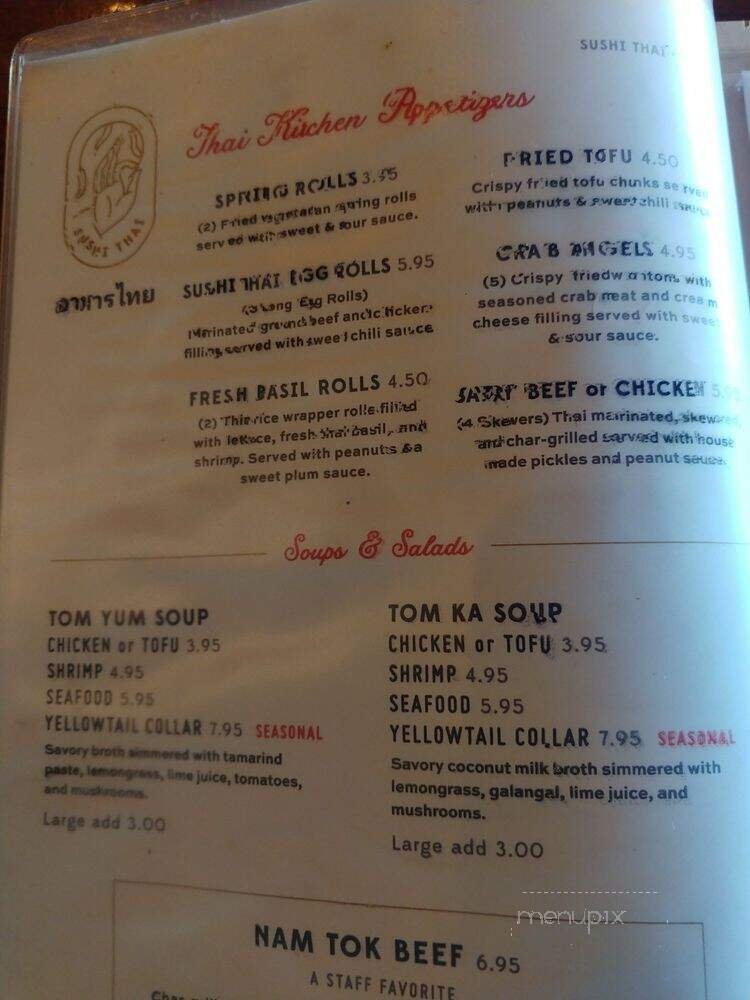 SUSHI THAI
Thai Kitchen Appetizers
SUSHI THAI
อาหารไทย
SPRING ROLLS 3.95
(2) Fried vegetarian spring rolls
served with sweet & sour sauce.
SUSHI THAI EGG ROLLS 5.95
Long Egg Rolls)
Marinated ground beef and chicken
filling served with sweet chili sauce
FRESH BASIL ROLLS 4.50
(2) Thin rice wrapper rolls filled
with lettuce, fresh thai basil, and
shrimp. Served with peanuts & a
sweet plum sauce.
FRIED TOFU 4.50
Crispy fried tofu chunks served
with peanuts & sweet chili sauce
CRAB ANGELS 4.95
(5) Crispy fried wontons with
seasoned crab meat and cream
cheese filling served with sweet
& sour sauce.
SATAY BEEF or CHICKEN
(4 Skewers) Thai marinated, skewered,
and char-grilled served with house
made pickles and peanut sauce.
Soups & Salads
TOM YUM SOUP
CHICKEN or TOFU 3.95
SHRIMP 4.95
SEAFOOD 5.95
YELLOWTAIL COLLAR 7.95 SEASONAL
Savory broth simmered with tamarind
paste, lemongrass, lime juice, tomatoes,
and mushrooms.
Large add 3.00
TOM KA SOUP
CHICKEN or TOFU 3.95
SHRIMP 4.95
SEAFOOD 5.95
YELLOWTAIL COLLAR 7.95 SEASONAL
Savory coconut milk broth simmered with
lemongrass, galangal, lime juice, and
mushrooms.
Large add 3.00
menupix
NAM TOK BEEF 6.95
A STAFF FAVORITE